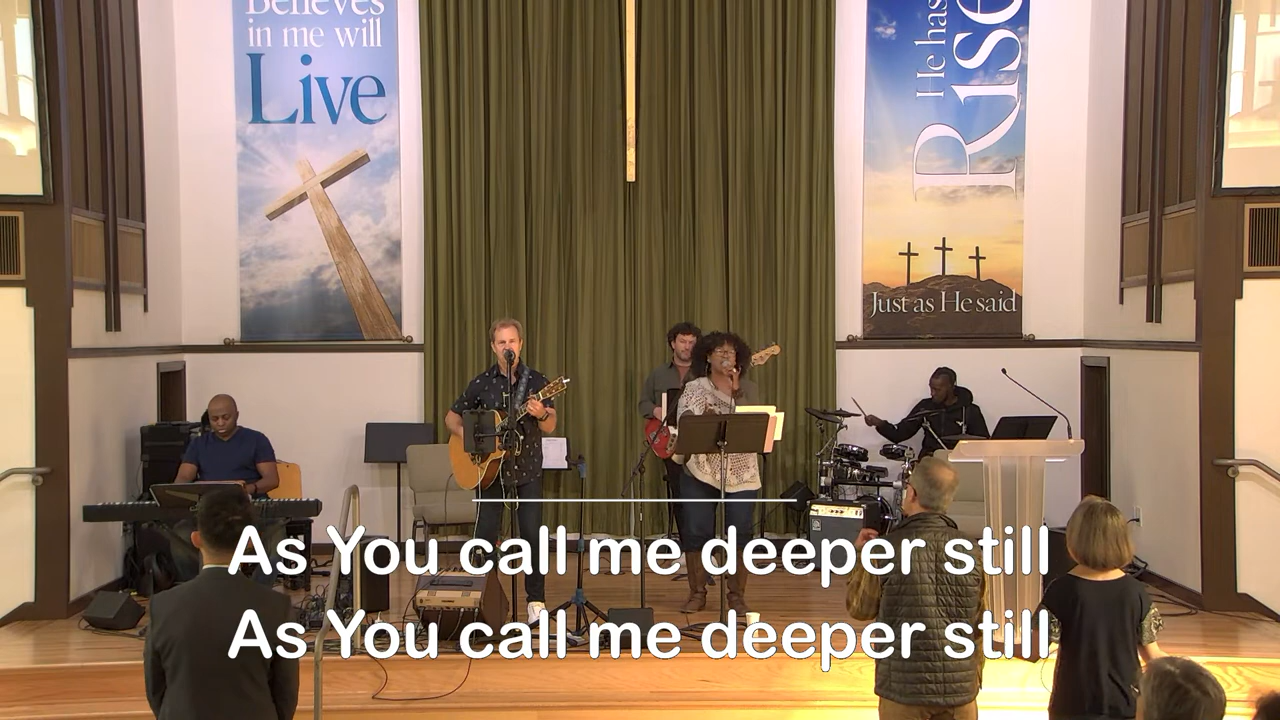 Believes
in me will
Live
He has
Rise
Just as He said
As You call me deeper still
As You call me deeper still